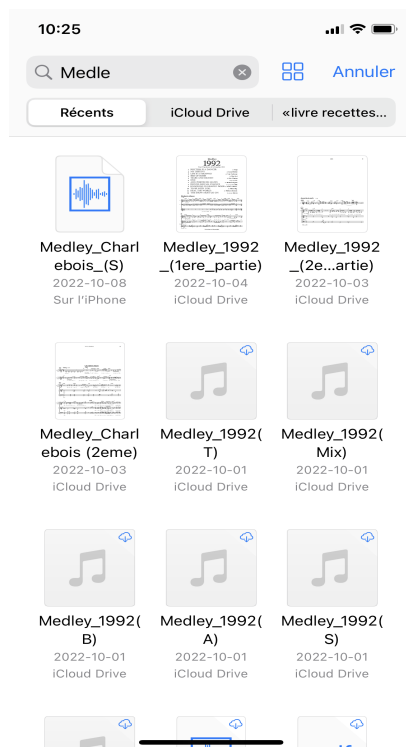 10:25
Medle
Annuler
Récents
iCloud Drive
«livre recettes...
Medley_Charl
ebois_(S)
2022-10-08
Sur l'iPhone
Medley_1992
_(1ere_partie)
2022-10-04
iCloud Drive
Medley_1992
_(2e...artie)
2022-10-03
iCloud Drive
Medley_Charl
ebois (2eme)
2022-10-03
iCloud Drive
Medley_1992(
T)
2022-10-01
iCloud Drive
Medley_1992(
Mix)
2022-10-01
iCloud Drive
Medley_1992(
B)
2022-10-01
iCloud Drive
Medley_1992(
A)
2022-10-01
iCloud Drive
Medley_1992(
S)
2022-10-01
iCloud Drive